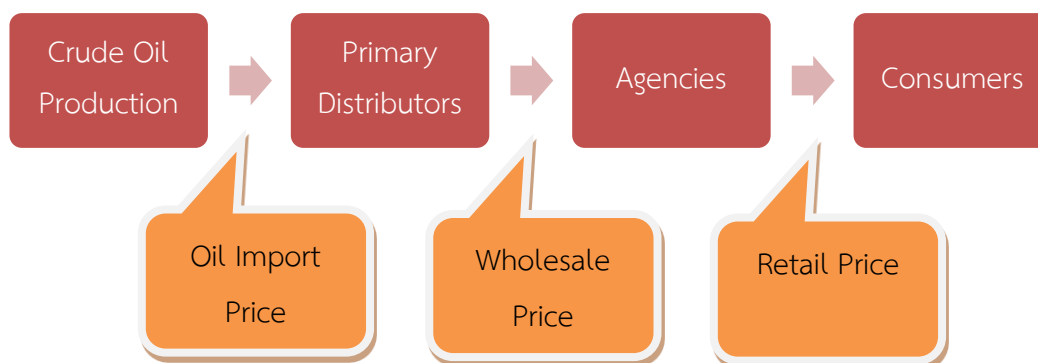 Crude Oil
Production
Primary
Distributors
Agencies
Consumers
Oil Import
Price
Wholesale
Price
Retail Price